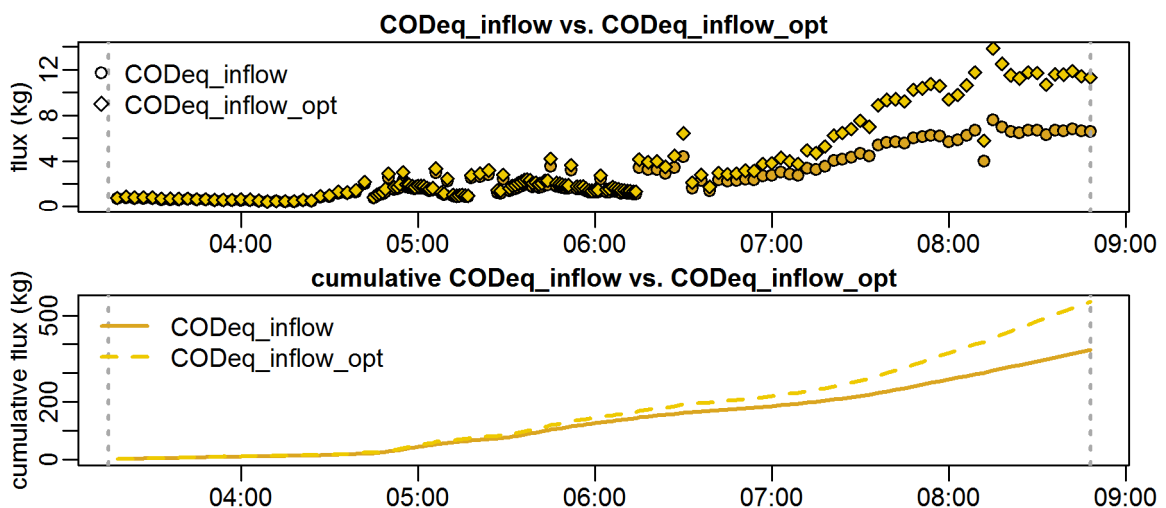 CODeq_inflow vs. CODeq_inflow_opt
flux (kg)
12
8
4
0
CODeq_inflow
CODeq_inflow_opt
04:00 05:00 06:00 07:00 08:00 09:00
cumulative CODeq_inflow vs. CODeq_inflow_opt
cumulative flux (kg)
500
200
0
CODeq_inflow
CODeq_inflow_opt
04:00 05:00 06:00 07:00 08:00 09:00